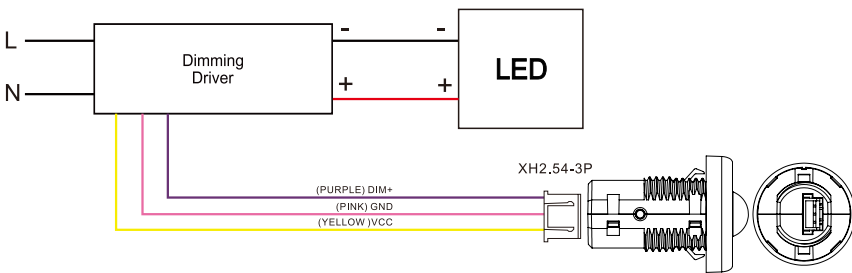 L
N
Dimming
Driver
-
-
+
+
LED
XH2.54-3P
(PURPLE) DIM+
(PINK) GND
(YELLOW )VCC